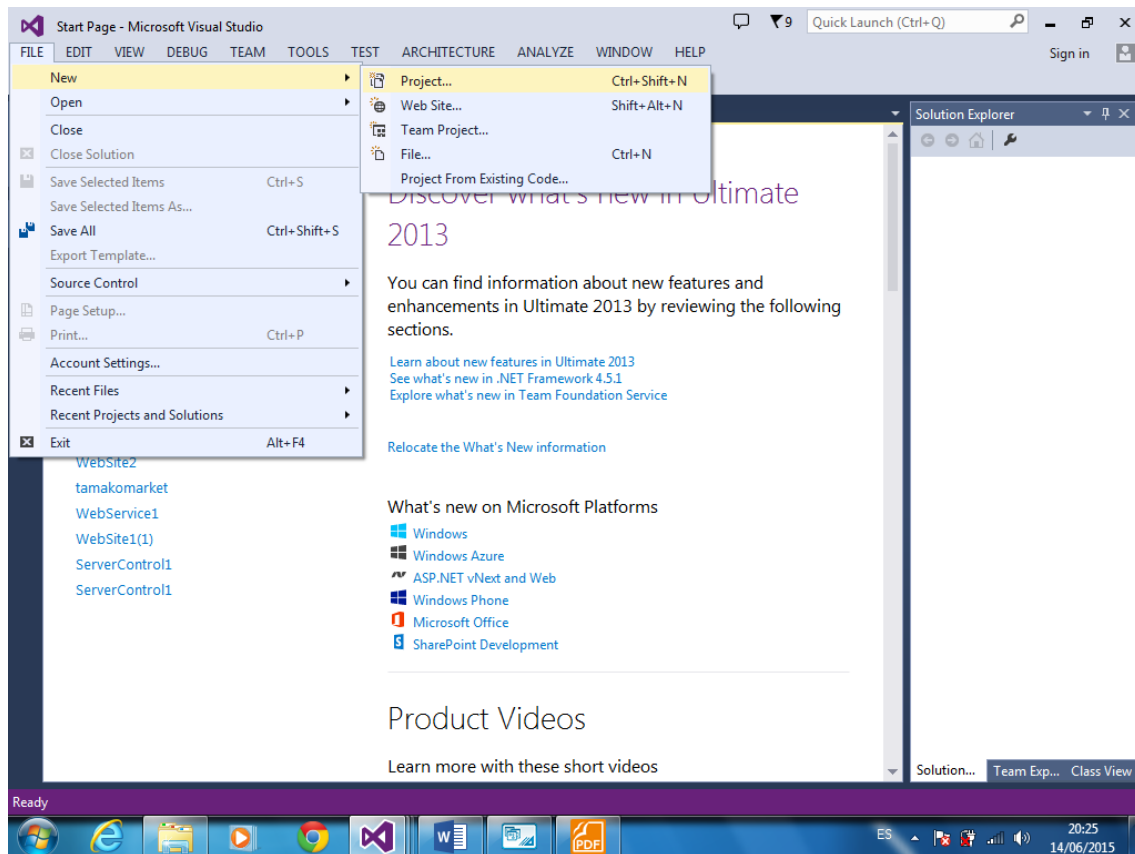 Start Page - Microsoft Visual Studio
9
Quick Launch (Ctrl+Q)
FILE EDIT VIEW DEBUG TEAM TOOLS TEST ARCHITECTURE ANALYZE WINDOW HELP
Sign in
New
Open
Close
Close Solution
Save Selected Items Ctrl+S
Save Selected Items As...
Save All Ctrl+Shift+S
Export Template...
Source Control
Page Setup...
Print... Ctrl+P
Account Settings...
Recent Files
Recent Projects and Solutions
Exit Alt+F4
Project... Ctrl+Shift+N
Web Site... Shift+Alt+N
Team Project...
File... Ctrl+N
Project From Existing Code...
WebSite2
tamakomarket
WebService1
WebSite1(1)
ServerControl1
ServerControl1
Discover what's new in Ultimate
2013
You can find information about new features and
enhancements in Ultimate 2013 by reviewing the following
sections.
Learn about new features in Ultimate 2013
See what's new in .NET Framework 4.5.1
Explore what's new in Team Foundation Service
Relocate the What's New information
What's new on Microsoft Platforms
Windows
Windows Azure
ASP.NET vNext and Web
Windows Phone
Microsoft Office
SharePoint Development
Product Videos
Learn more with these short videos
Solution Explorer
Solution... Team Exp... Class View
Ready
W
PDF
ES
20:25
14/06/2015